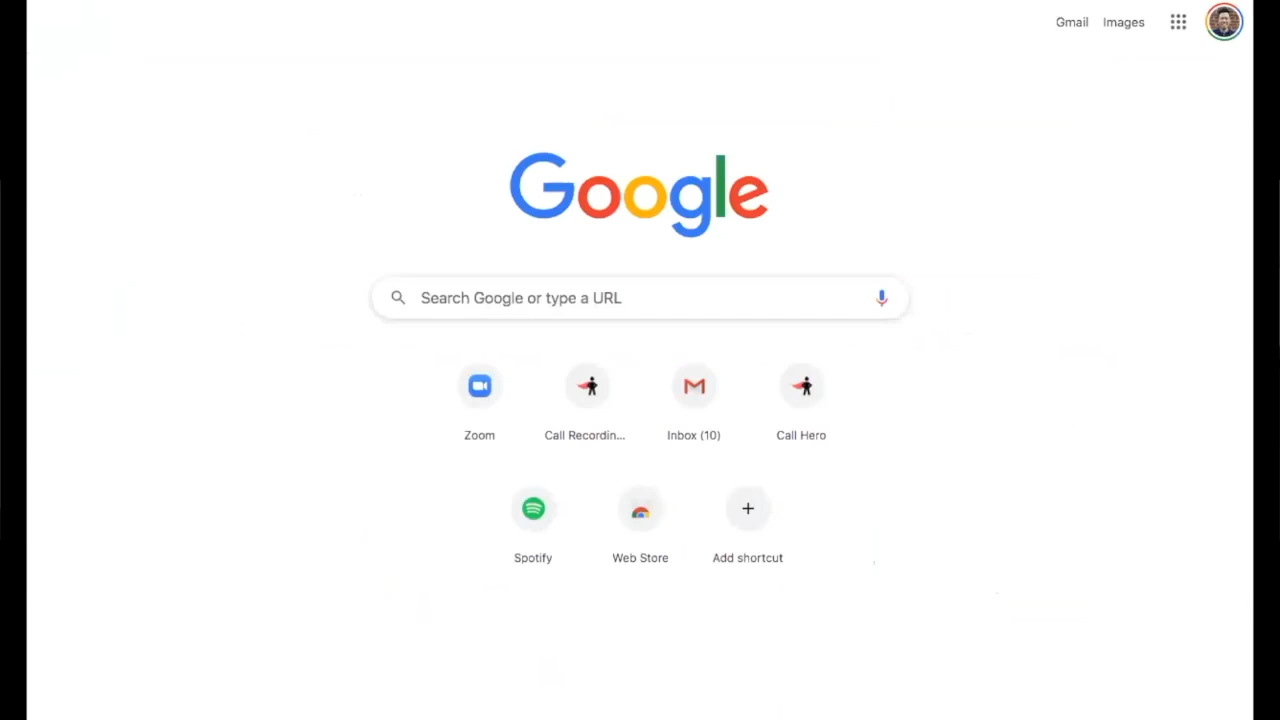 Gmail Images
Google
Search Google or type a URL
Zoom Call Recordin... Inbox (10) Call Hero
Spotify Web Store Add shortcut